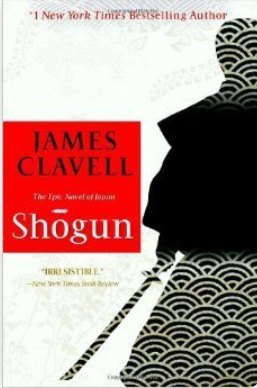 #1 New York Times Bestselling Author
JAMES
CLAVELL
The Epic Novel of Japan
Shōgun
"IRRESISTIBLE."
—New York Times Book Review